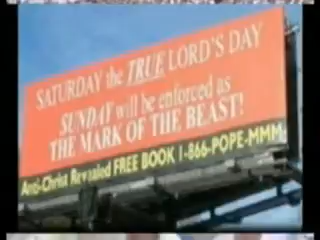 SATURDAY the TRUE LORD'S DAY
SUNDAY will be enforced as
THE MARK OF THE BEAST!
Anti-Christ Revealed FREE BOOK 1-866-POPE-MMM